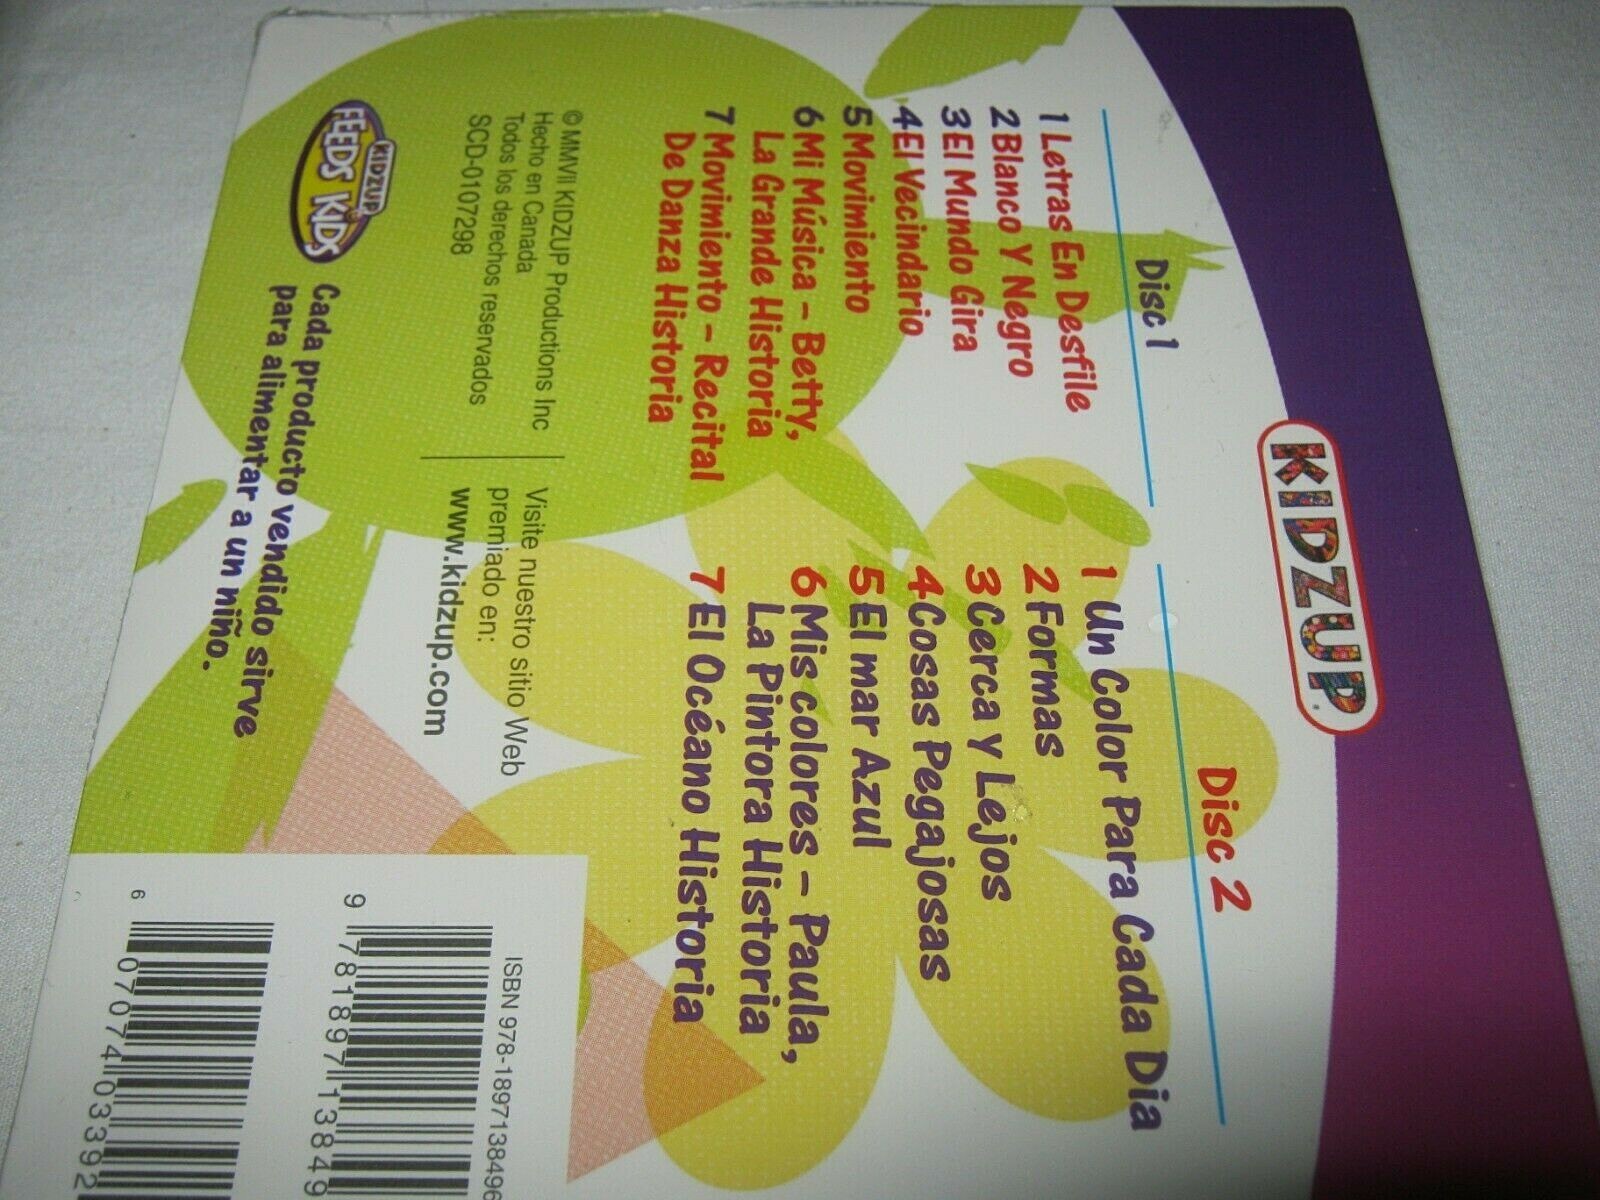 KIDZUP®
Disc 1
1 Letras En Desfile
2 Blanco Y Negro
3 El Mundo Gira
4 El Vecindario
5 Movimiento
6 Mi Música - Betty,
La Grande Historia
7 Movimiento - Recital
De Danza Historia
Disc 2
1 Un Color Para Cada Dia
2 Formas
3 Cerca y Lejos
4 Cosas Pegajosas
5 El mar Azul
6 Mis colores - Paula,
La Pintora Historia
7 El Océano Historia
© MMVII KIDZUP Productions Inc
Hecho en Canada
Todos los derechos reservados
SCD-0107298
Visite nuestro sitio Web
premiado en:
www.kidzup.com
KIDZUP
FEEDS KIDS
Cada producto vendido sirve
para alimentar a un niño.
ISBN 978-1897138496
9 781897 13849
6 07074 03392